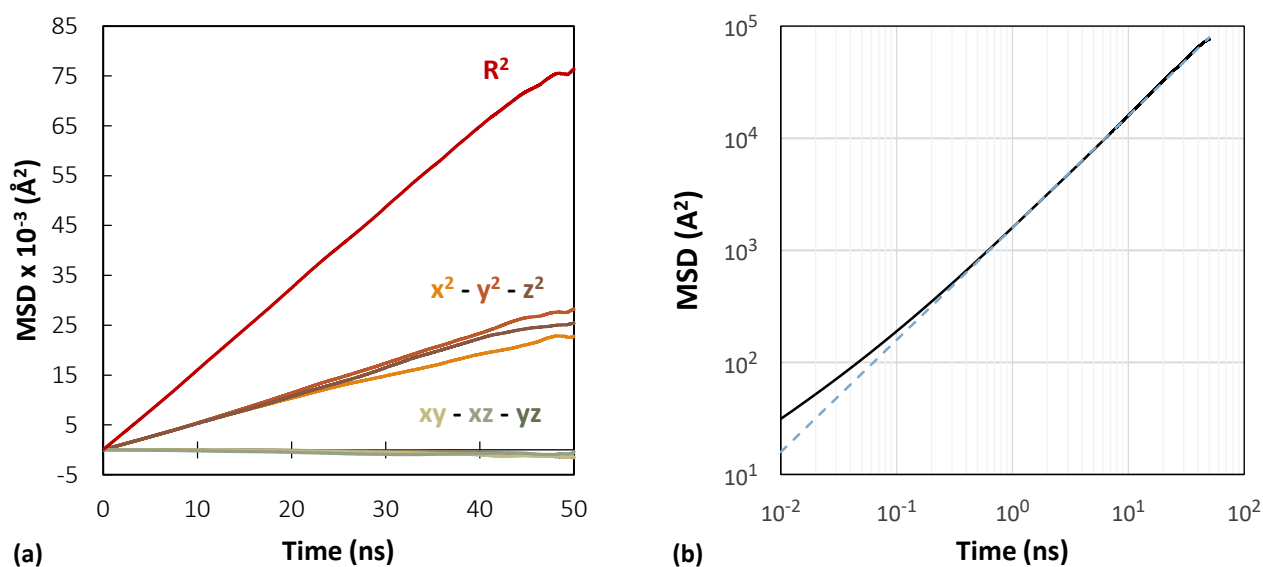 85
75
65
55
45
35
25
15
5
-5
MSD x 10⁻³ (Å²)
R²
x² - y² - z²
xy - xz - yz
0 10 20 30 40 50
(a) Time (ns)
10⁵
10⁴
10³
10²
10¹
MSD (A²)
10⁻² 10⁻¹ 10⁰ 10¹ 10²
(b) Time (ns)